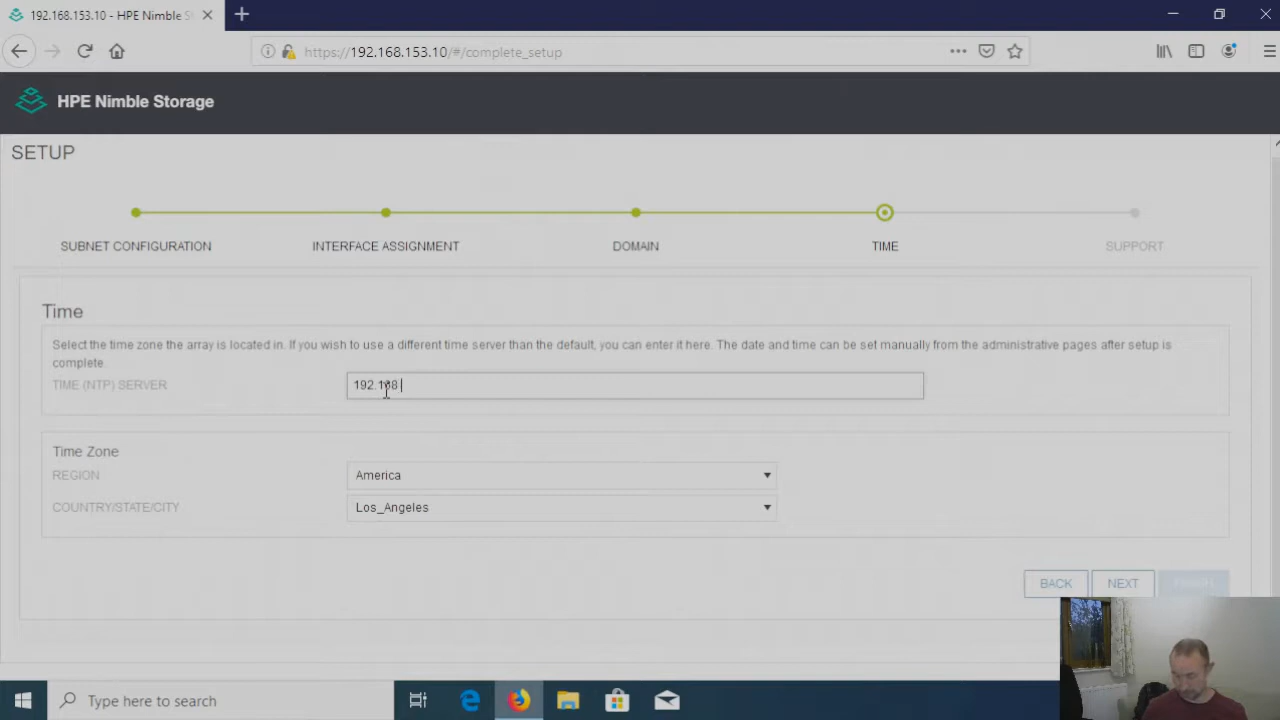 192.168.153.10 - HPE Nimble S
https://192.168.153.10/#/complete_setup
HPE Nimble Storage
SETUP
SUBNET CONFIGURATION
INTERFACE ASSIGNMENT
DOMAIN
TIME
SUPPORT
Time
Select the time zone the array is located in. If you wish to use a different time server than the default, you can enter it here. The date and time can be set manually from the administrative pages after setup is
complete.
TIME (NTP) SERVER
192.168
Time Zone
REGION
America
COUNTRY/STATE/CITY
Los_Angeles
BACK
NEXT
FINISH
Type here to search